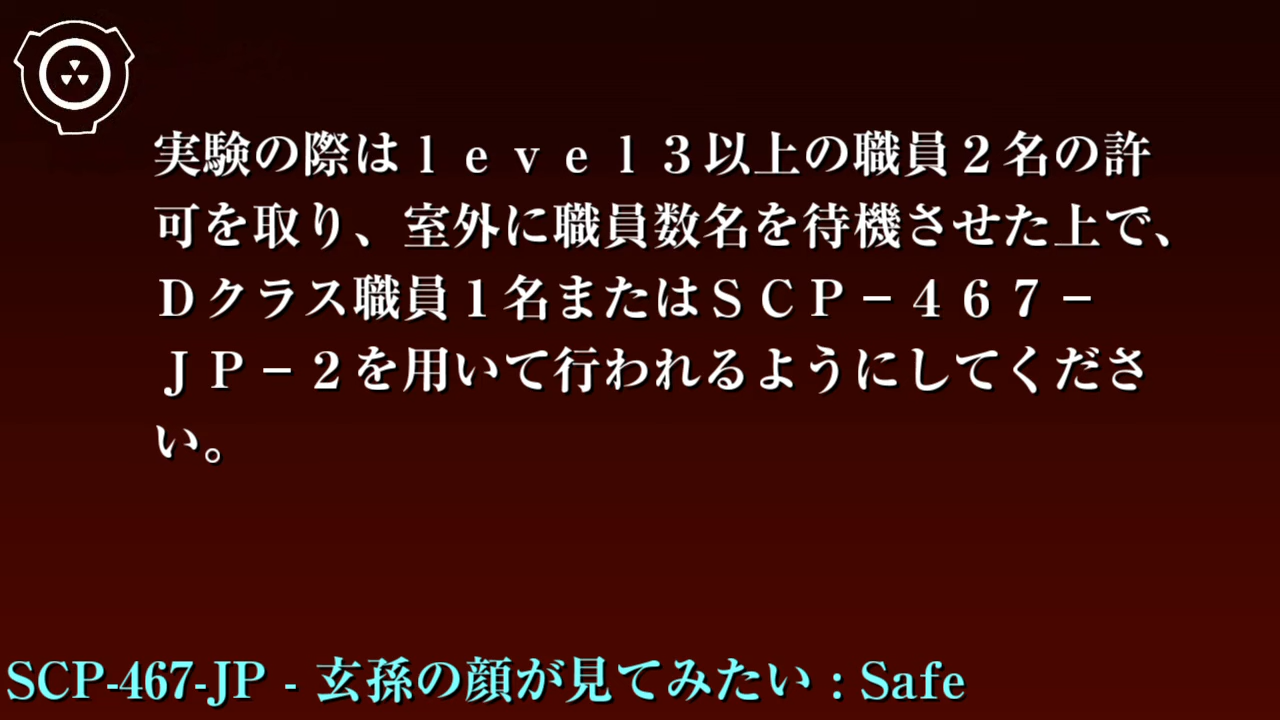 実験の際はｌｅｖｅｌ３以上の職員２名の許
可を取り、室外に職員数名を待機させた上で、
Ｄクラス職員１名またはＳＣＰ－４６７－
ＪＰ－２を用いて行われるようにしてくださ
い。
SCP-467-JP - 玄孫の顔が見てみたい : Safe